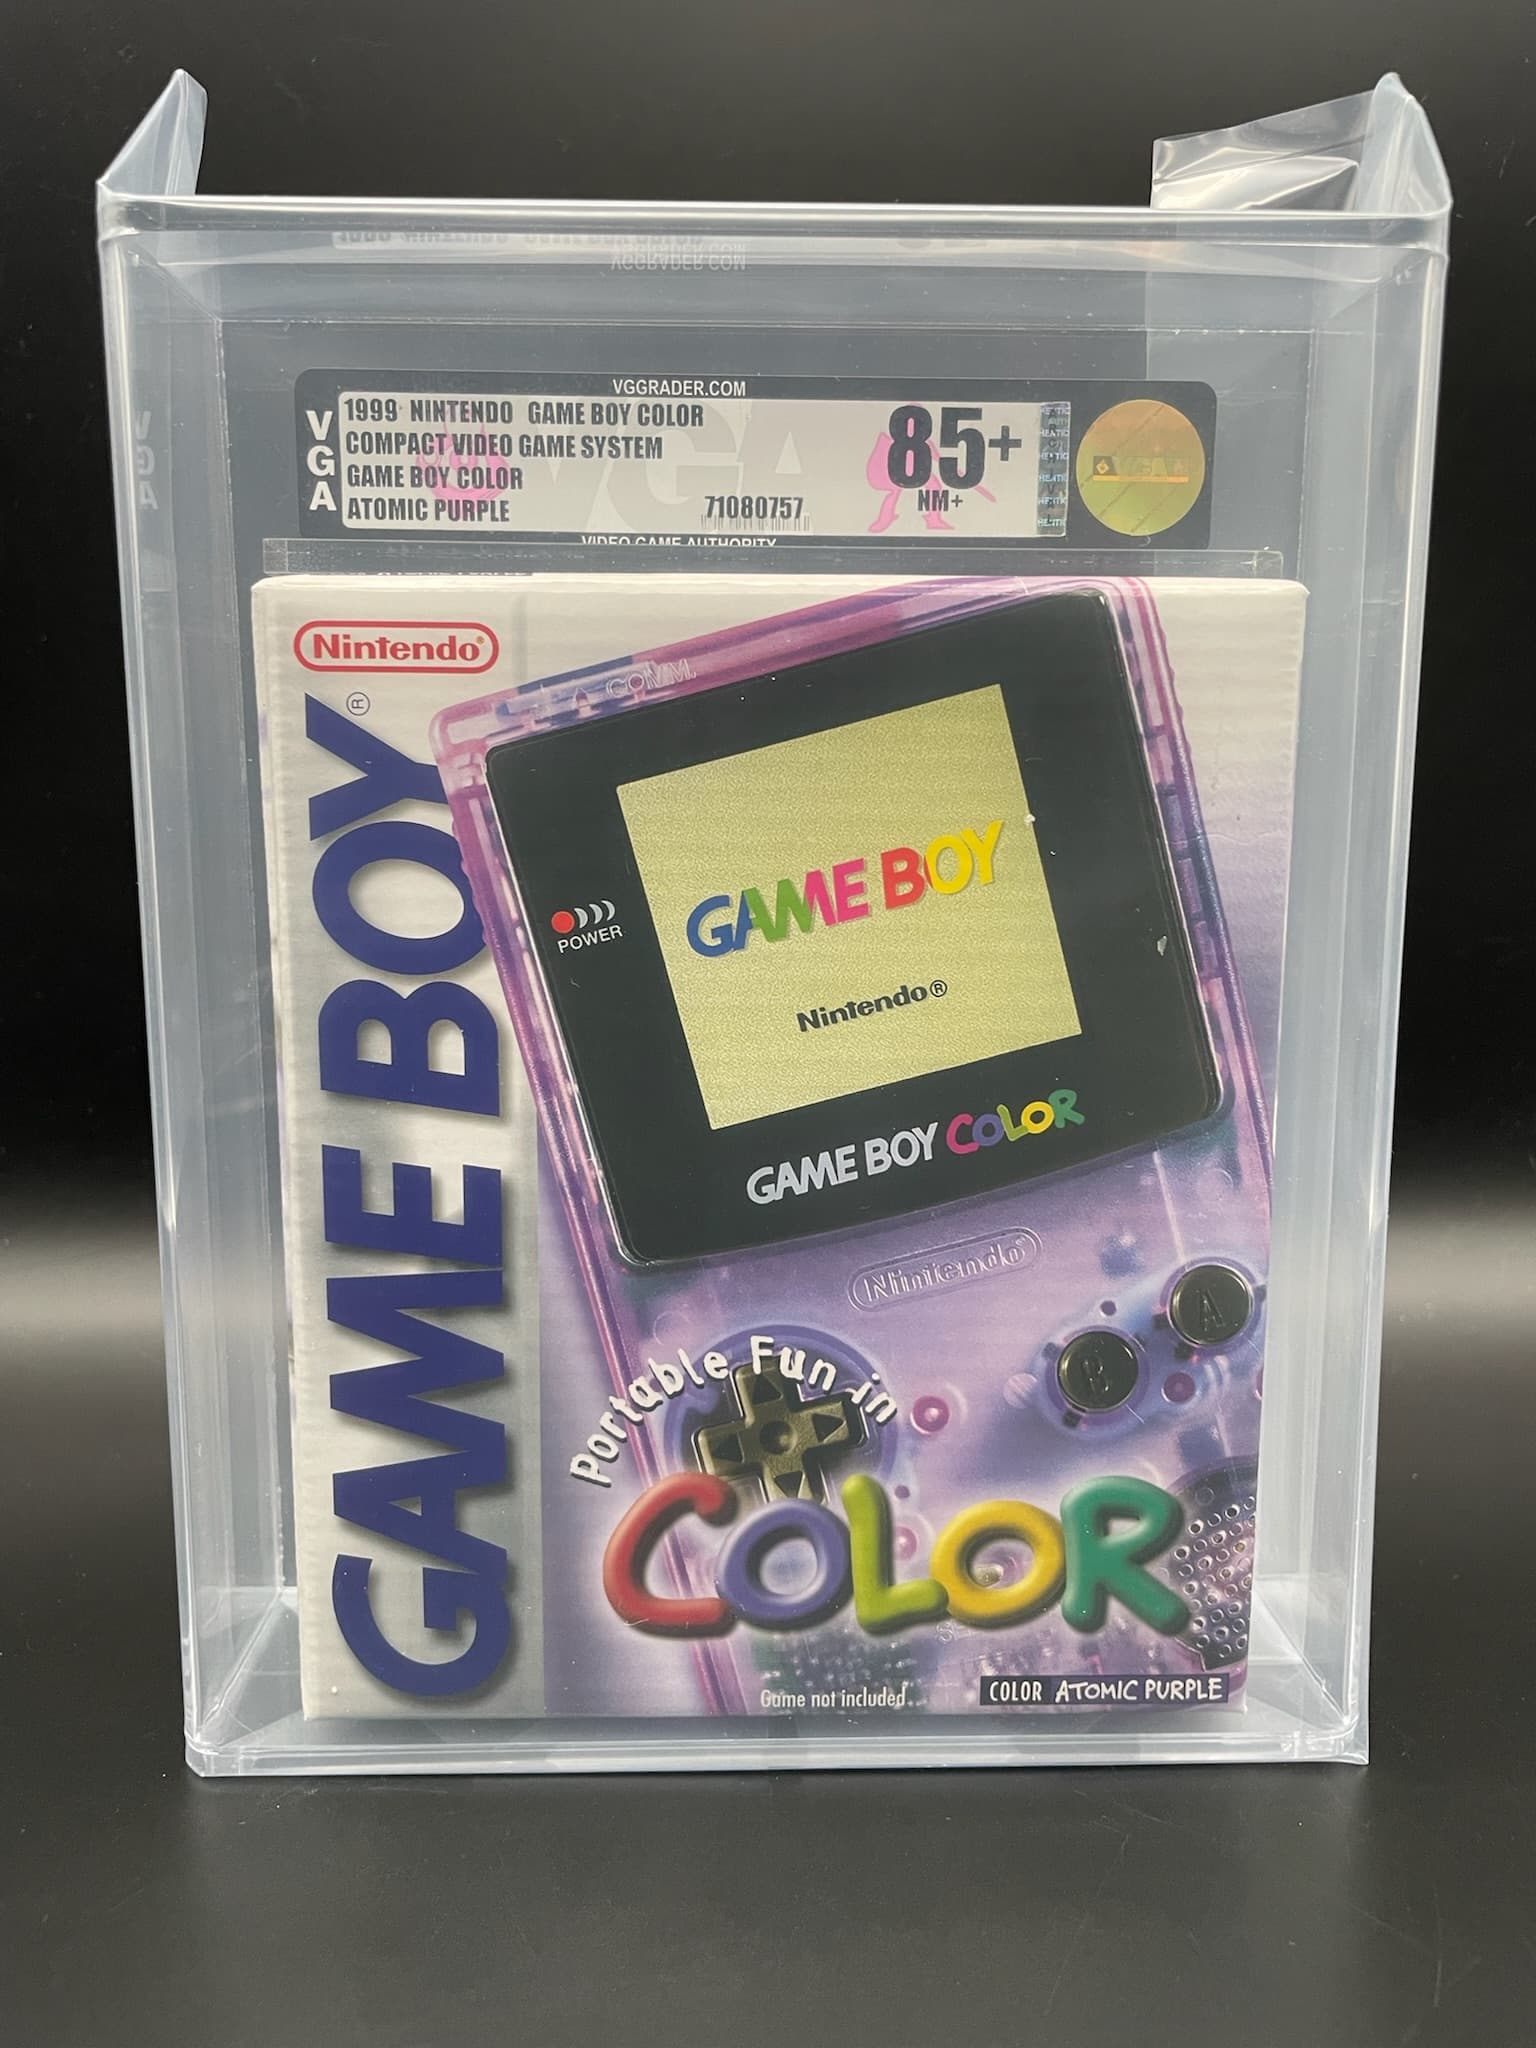 VGGRADER.COM
VGGRADER.COM
VGA
1999 NINTENDO GAME BOY COLOR
COMPACT VIDEO GAME SYSTEM
GAME BOY COLOR
ATOMIC PURPLE
71080757
85+
NM+
VIDEO GAME AUTHORITY
Nintendo®
GAME BOY®
COMM.
POWER
GAME BOY
Nintendo®
GAME BOY COLOR
Nintendo®
A
B
Portable Fun in
COLOR
Game not included.
COLOR ATOMIC PURPLE